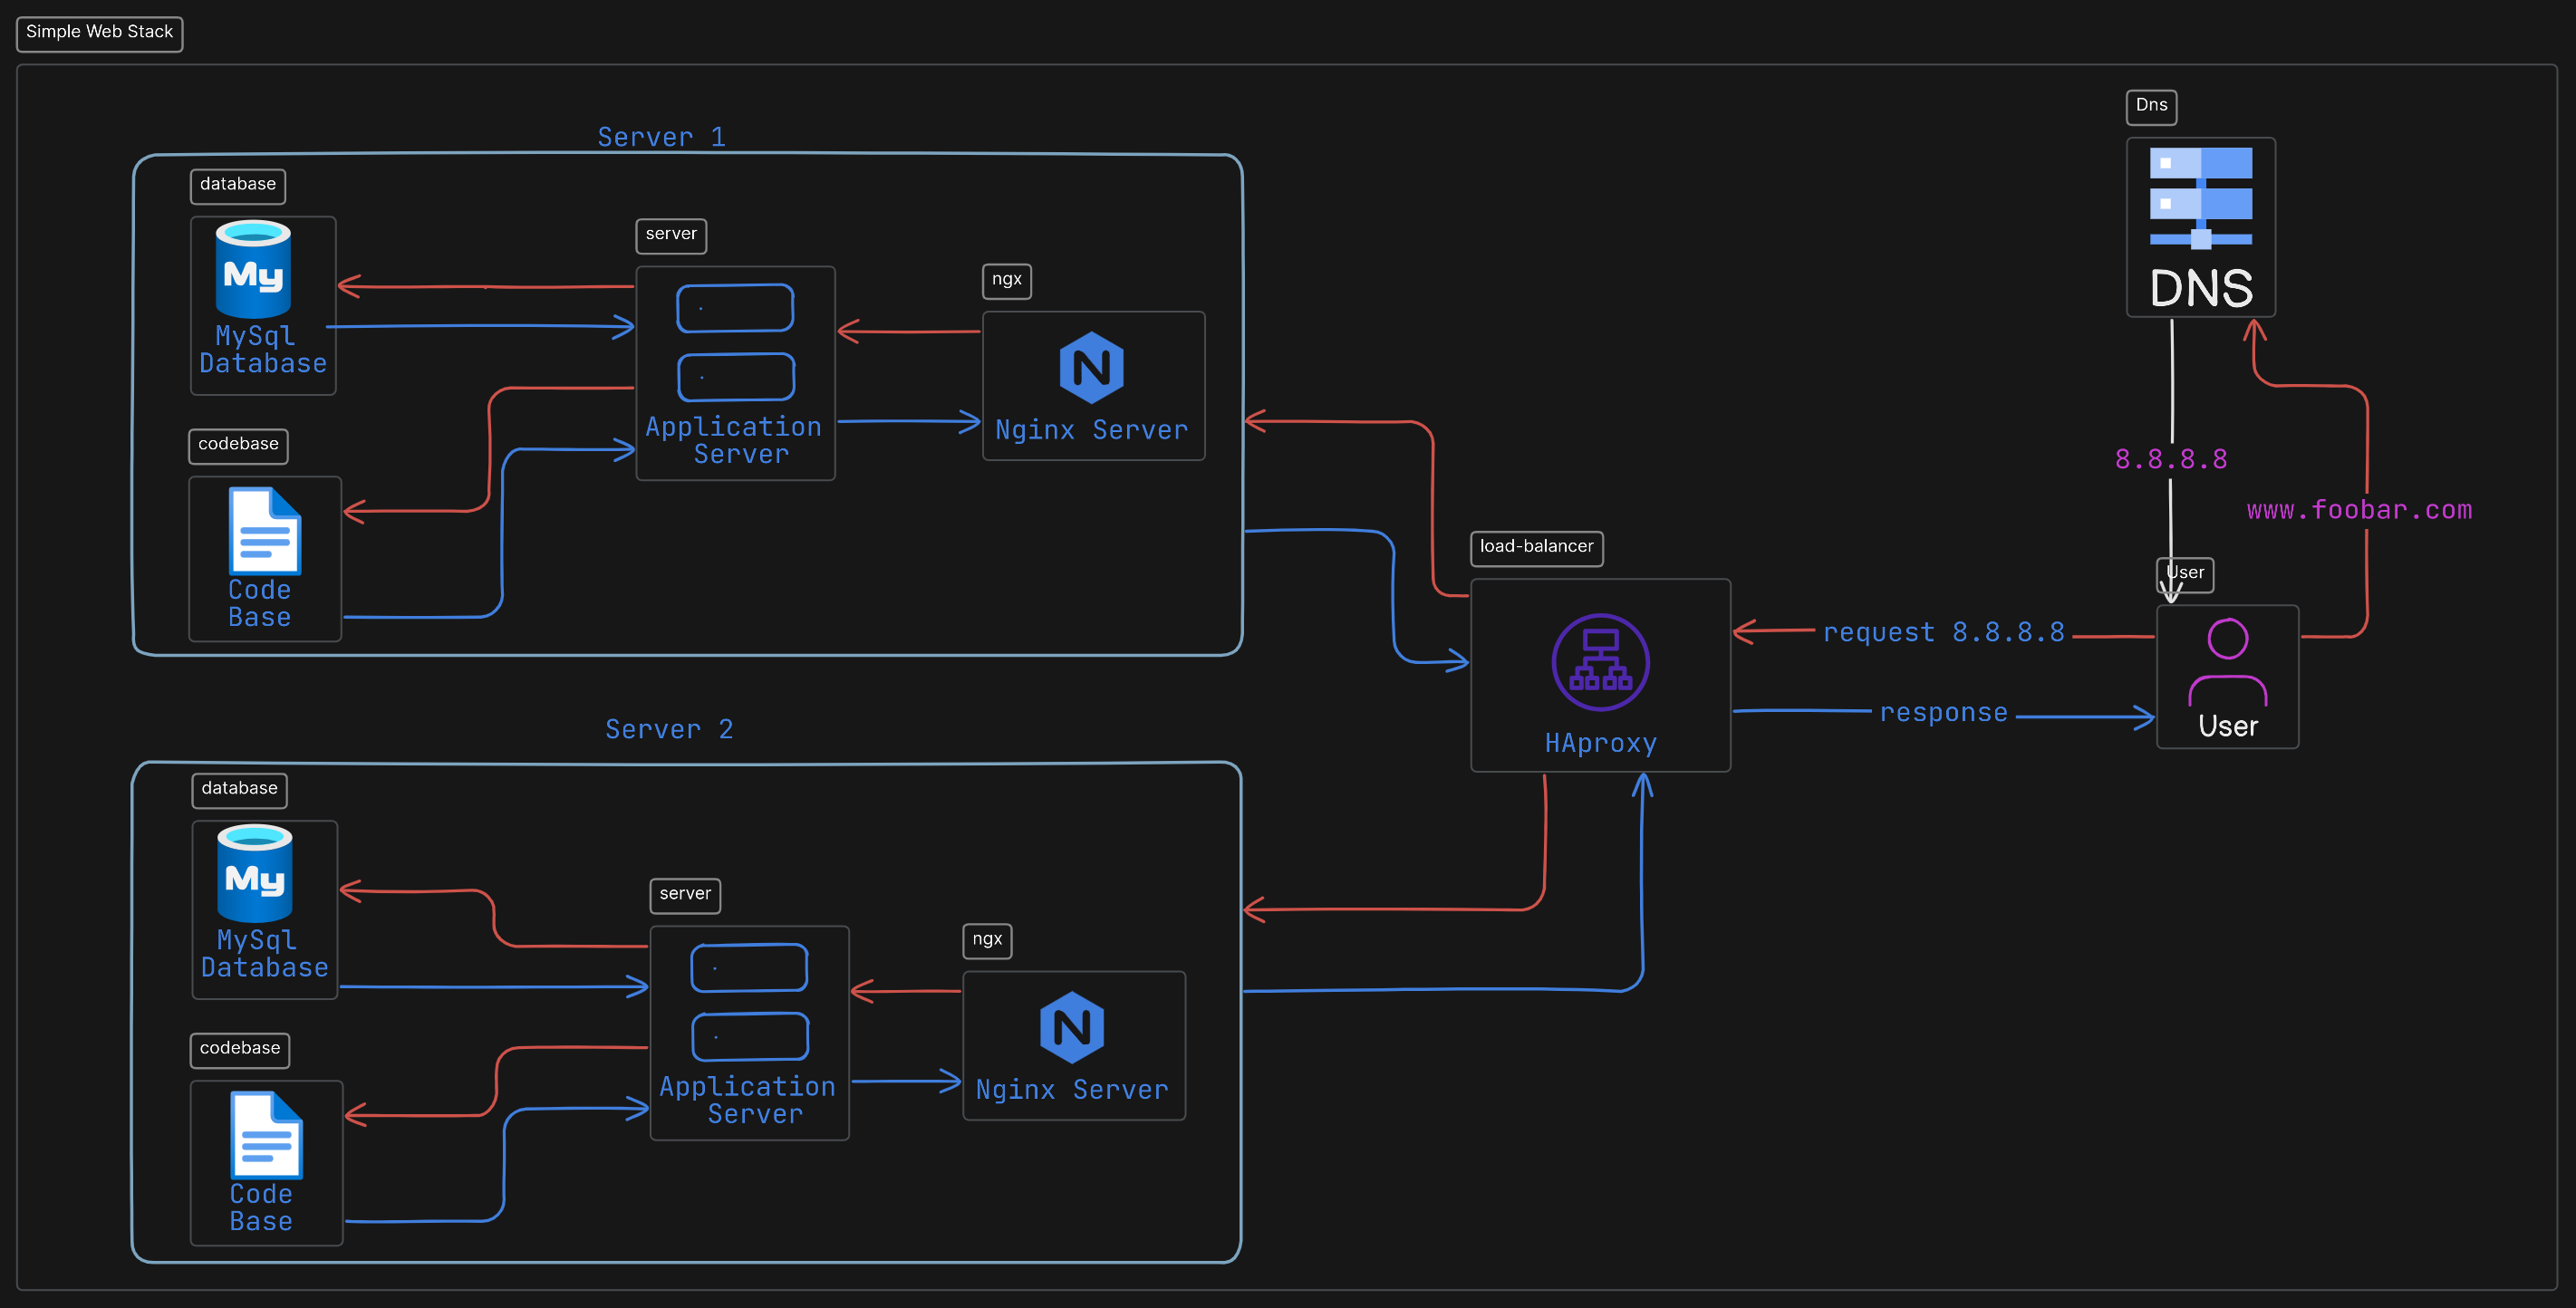 Simple Web Stack
Dns
DNS
8.8.8.8
www.foobar.com
User
User
request 8.8.8.8
response
load-balancer
HAproxy
Server 1
database
My
MySql
Database
codebase
Code
Base
server
Application
Server
ngx
N
Nginx Server
Server 2
database
My
MySql
Database
codebase
Code
Base
server
Application
Server
ngx
N
Nginx Server